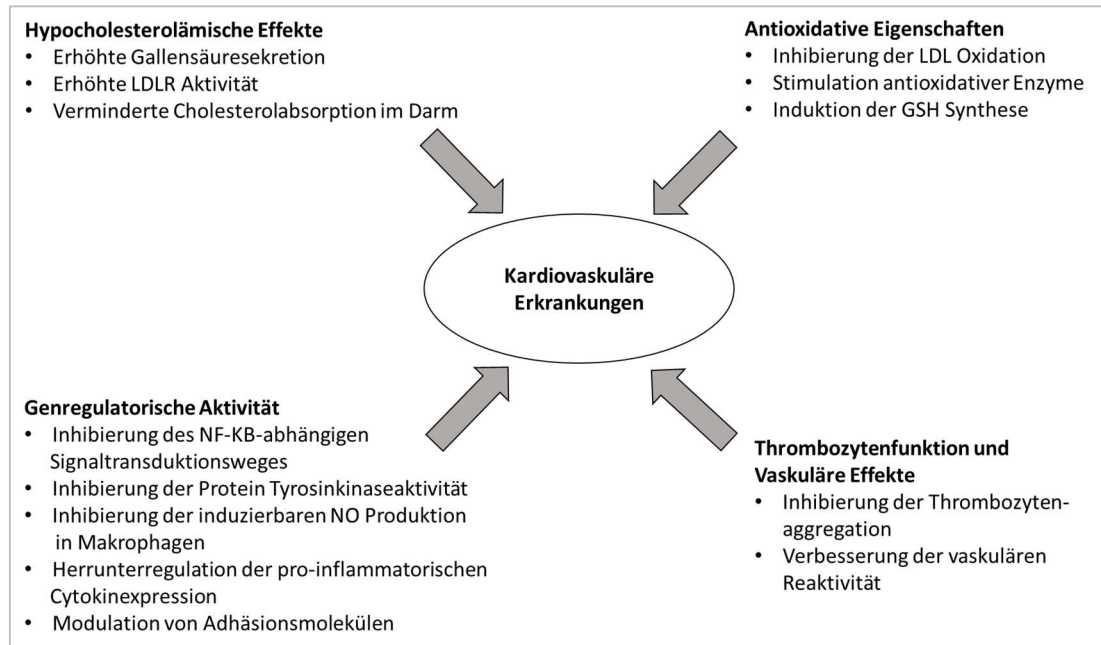 Hypocholesterolämische Effekte
• Erhöhte Gallensäuresekretion
• Erhöhte LDLR Aktivität
• Verminderte Cholesterolabsorption im Darm
Antioxidative Eigenschaften
• Inhibierung der LDL Oxidation
• Stimulation antioxidativer Enzyme
• Induktion der GSH Synthese
Kardiovaskuläre
Erkrankungen
Genregulatorische Aktivität
• Inhibierung des NF-KB-abhängigen
Signaltransduktionsweges
• Inhibierung der Protein Tyrosinkinaseaktivität
• Inhibierung der induzierbaren NO Produktion
in Makrophagen
• Herrunterregulation der pro-inflammatorischen
Cytokinexpression
• Modulation von Adhäsionsmolekülen
Thrombozytenfunktion und
Vaskuläre Effekte
• Inhibierung der Thrombozyten-
aggregation
• Verbesserung der vaskulären
Reaktivität